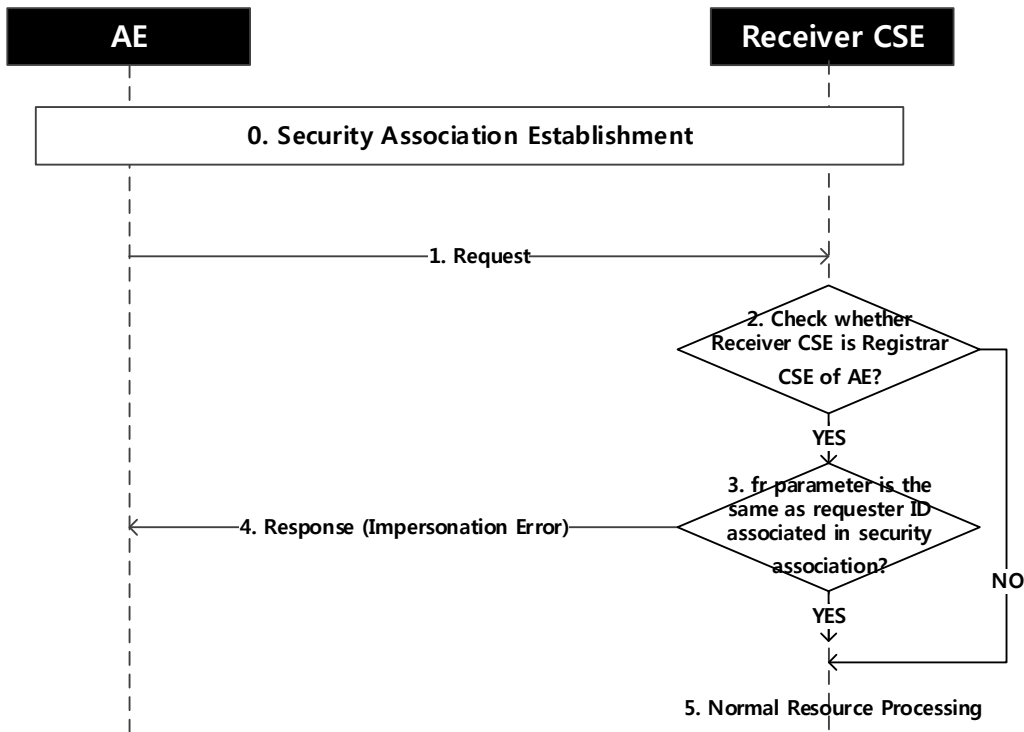 AE
Receiver CSE
0. Security Association Establishment
1. Request
2. Check whether
Receiver CSE is Registrar
CSE of AE?
YES
3. fr parameter is the
same as requester ID
associated in security
association?
4. Response (Impersonation Error)
NO
YES
5. Normal Resource Processing